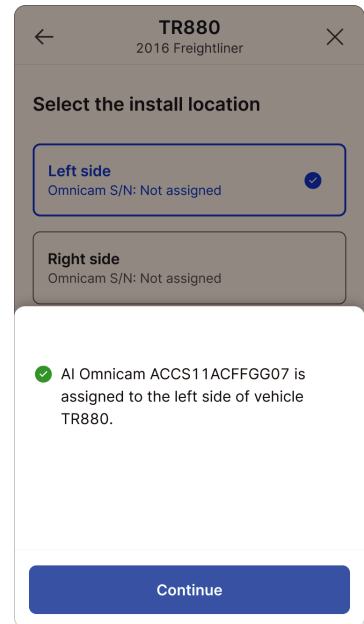 TR880
2016 Freightliner
Select the install location
Left side
Omnicam S/N: Not assigned
Right side
Omnicam S/N: Not assigned
AI Omnicam ACCS11ACFFGG07 is
assigned to the left side of vehicle
TR880.
Continue